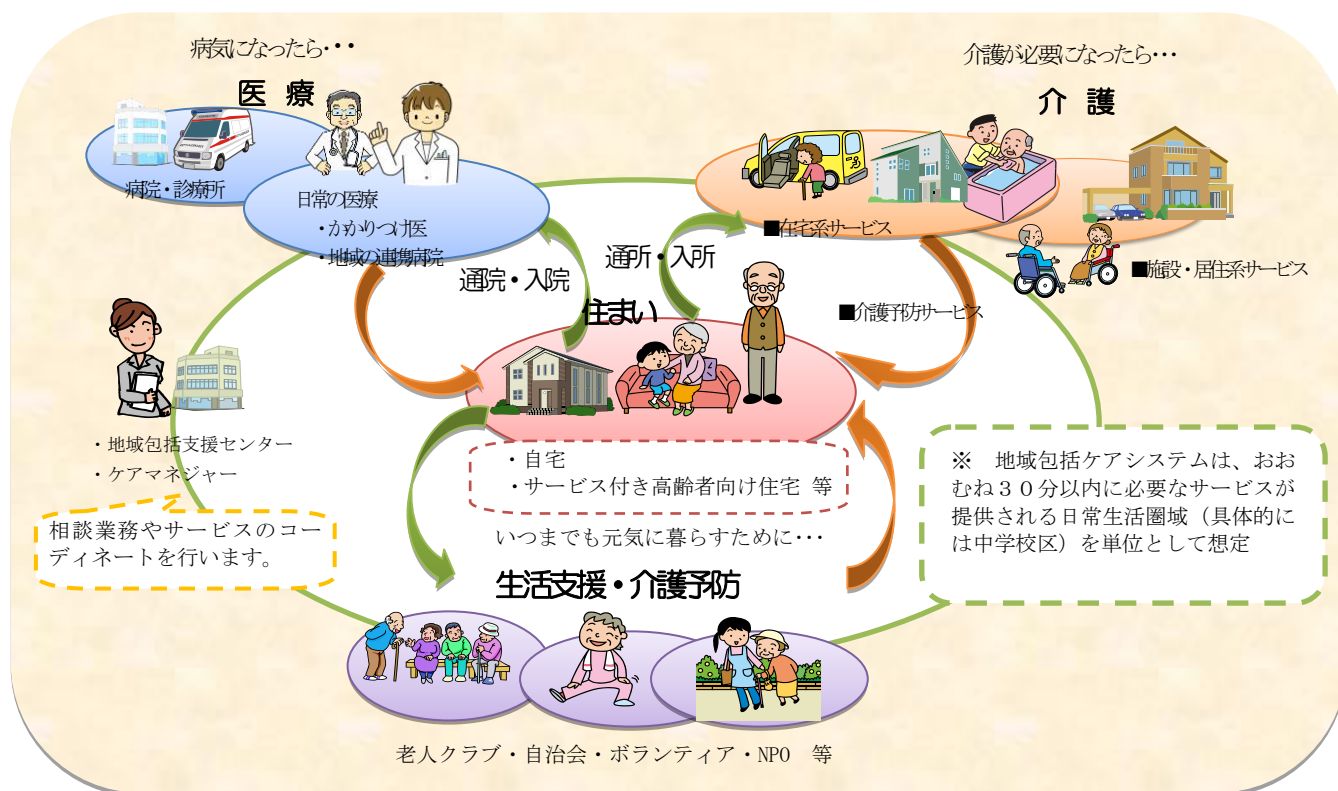 病気になったら・・・
医 療
病院・診療所
日常の医療
・かかりつけ医
・地域の連携病院
介護が必要になったら・・・
介 護
■在宅系サービス
■施設・居住系サービス
■介護予防サービス
通院・入院
通所・入所
住まい
・自宅
・サービス付き高齢者向け住宅 等
・地域包括支援センター
・ケアマネジャー
相談業務やサービスのコー
ディネートを行います。
※ 地域包括ケアシステムは、おお
むね３０分以内に必要なサービスが
提供される日常生活圏域（具体的に
は中学校区）を単位として想定
いつまでも元気に暮らすために・・・
生活支援・介護予防
老人クラブ・自治会・ボランティア・NPO 等